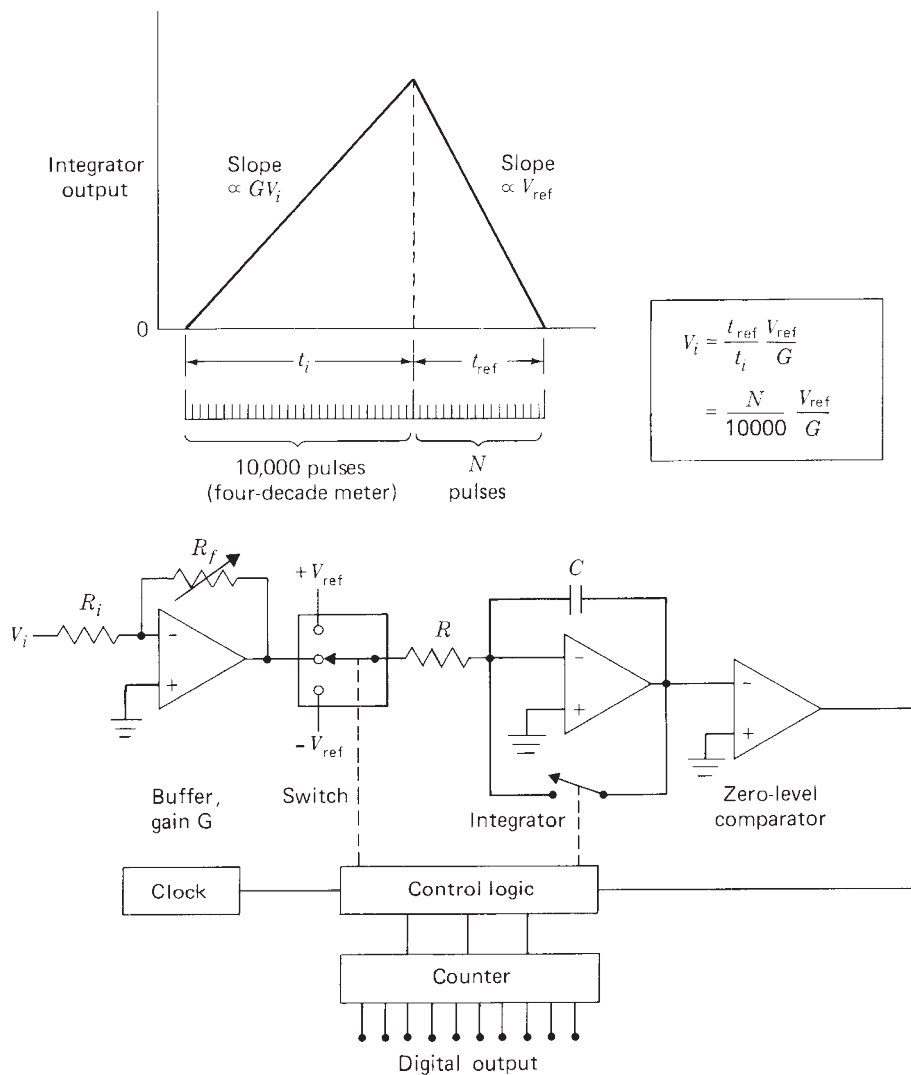 Integrator
output
Slope
∝ GV_i
Slope
∝ V_ref
0
t_i
t_ref
10,000 pulses
(four-decade meter)
N
pulses
V_i = t_ref/t_i V_ref/G
= N/10000 V_ref/G
R_f
+V_ref
C
R_i
R
V_i
−
+
−
+
−
+
−V_ref
Buffer,
gain G
Switch
Integrator
Zero-level
comparator
Clock
Control logic
Counter
Digital output